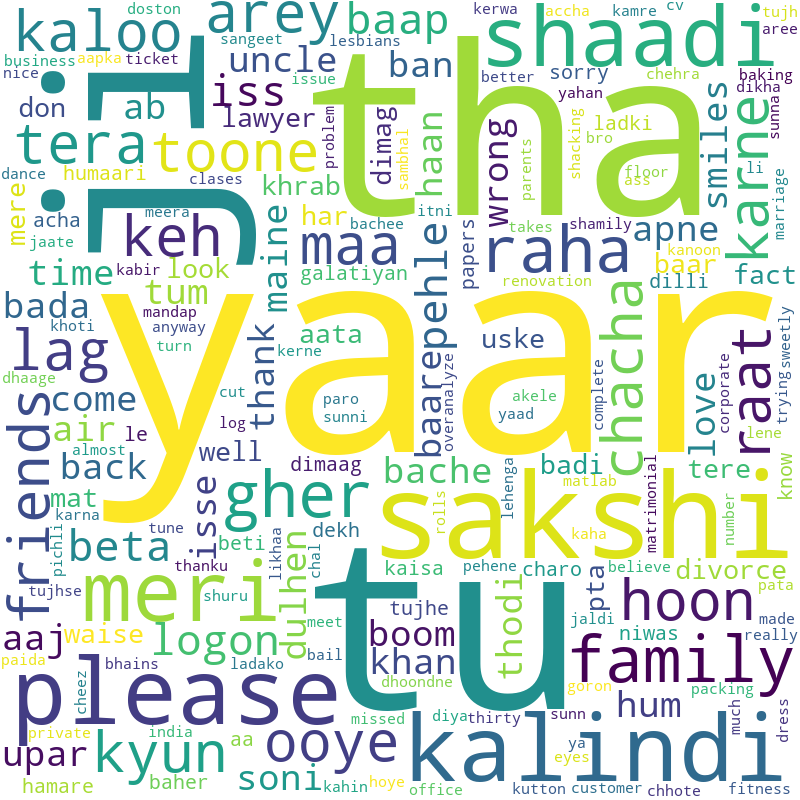 doston
kaloo
arey
baap
shaadi
kerwa
accha
kamre
cv
tujh
aree
business
aapka
nice
ticket
sangeet
lesbians
issue
uncle
ban
better
sorry
yahan
chehra
baking
dikha
sunna
ji
tha
don
ab
iss
lawyer
problem
dimag
sambhal
haan
wrong
shacking
bro
ladki
parents
floor
ass
smiles
karne
li
marriage
tera
toone
dance
humaari
clases
khrab
mere
acha
meera
keh
har
maa
bachee
itni
pehle
papers
raha
takes
shamily
apne
kanoon
baar
jaate
time
kabir
look
tum
maine
galatiyan
renovation
dilli
fact
bada
mandap
khoti
anyway
turn
yaar
thank
kerne
aata
baare
overanalyze
uske
chacha
love
corporate
raat
trying
sweetly
lag
dhaage
cut
paro
sunni
akele
yaad
complete
lene
friends
come
air
le
log
almost
well
back
dimaag
bache
badi
tere
know
mat
isse
gher
rolls
lehenga
matlab
kaha
matrimonial
number
karna
sakshi
beta
tune
beti
dekh
likhaa
chal
pichli
thanku
kaisa
pehene
charo
believe
divorce
pata
tujhse
meri
shuru
dulhen
tu
tujhe
thodi
pta
hoon
jaldi
niwas
made
really
aaj
waise
logon
meet
boom
family
paida
bhains
ladako
bail
khan
dhoondne
goron
packing
cheez
please
missed
diya
thirty
sunn
hum
much
dress
private
india
upar
kyun
aa
ooye
kalindi
ya
eyes
hamare
baher
soni
kahin
hoye
office
kutton
customer
chhote
fitness